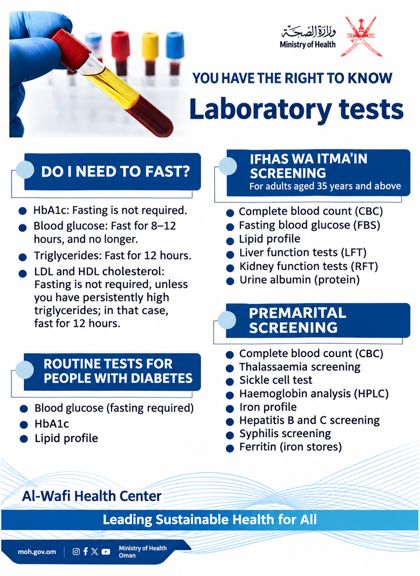 وزارة الصحة
Ministry of Health
YOU HAVE THE RIGHT TO KNOW
Laboratory tests
DO I NEED TO FAST?
HbA1c: Fasting is not required.
Blood glucose: Fast for 8–12
hours, and no longer.
Triglycerides: Fast for 12 hours.
LDL and HDL cholesterol:
Fasting is not required, unless
you have persistently high
triglycerides; in that case,
fast for 12 hours.
ROUTINE TESTS FOR
PEOPLE WITH DIABETES
Blood glucose (fasting required)
HbA1c
Lipid profile
IFHAS WA ITMA'IN
SCREENING
For adults aged 35 years and above
Complete blood count (CBC)
Fasting blood glucose (FBS)
Lipid profile
Liver function tests (LFT)
Kidney function tests (RFT)
Urine albumin (protein)
PREMARITAL
SCREENING
Complete blood count (CBC)
Thalassaemia screening
Sickle cell test
Haemoglobin analysis (HPLC)
Iron profile
Hepatitis B and C screening
Syphilis screening
Ferritin (iron stores)
Al-Wafi Health Center
Leading Sustainable Health for All
moh.gov.om
Ministry of Health
Oman